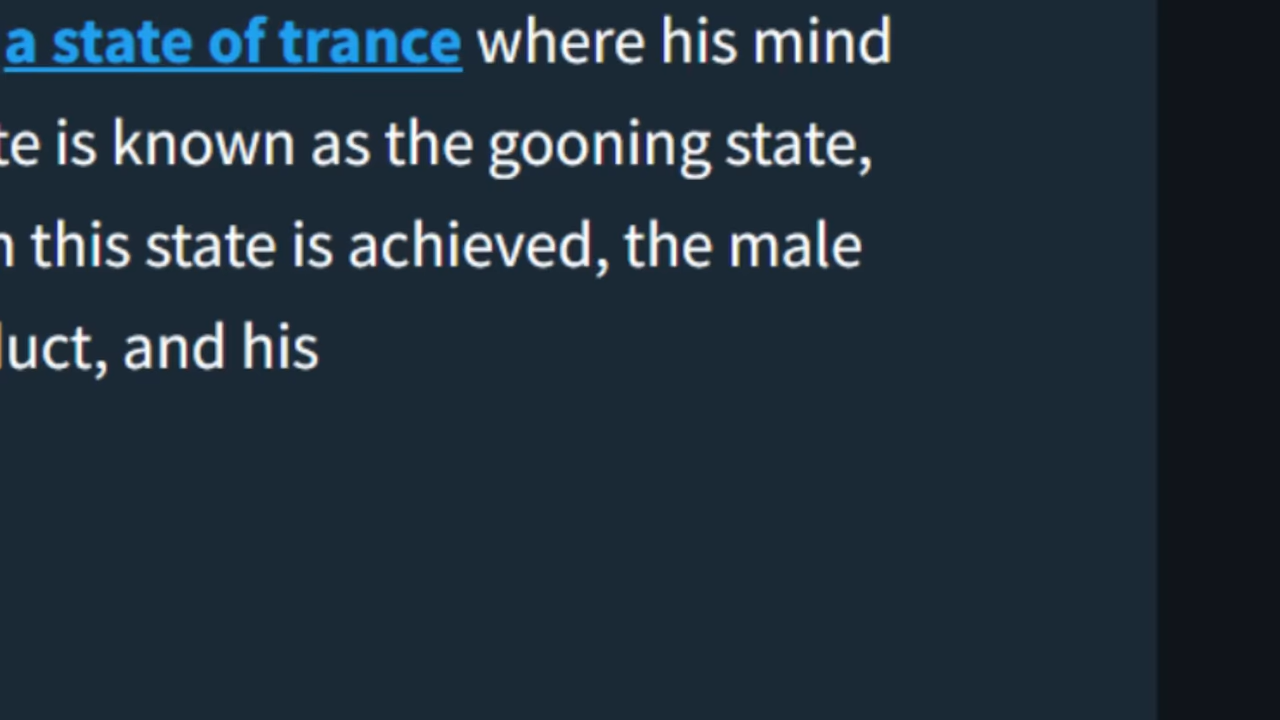 a state of trance where his mind
te is known as the gooning state,
this state is achieved, the male
uct, and his